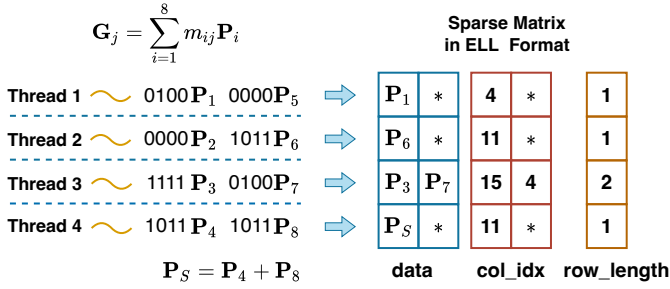 G_j = \sum_{i=1}^{8} m_{ij} P_i
Sparse Matrix
in ELL Format
Thread 1 0100 P_1 0000 P_5 P_1 * 4 * 1
Thread 2 0000 P_2 1011 P_6 P_6 * 11 * 1
Thread 3 1111 P_3 0100 P_7 P_3 P_7 15 4 2
Thread 4 1011 P_4 1011 P_8 P_S * 11 * 1
P_S = P_4 + P_8 data col_idx row_length